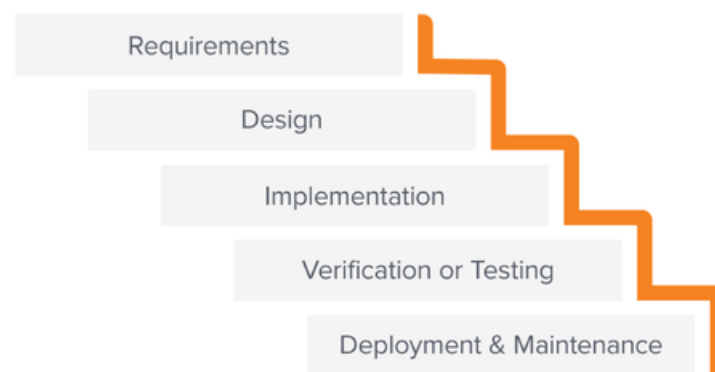 Requirements
Design
Implementation
Verification or Testing
Deployment & Maintenance